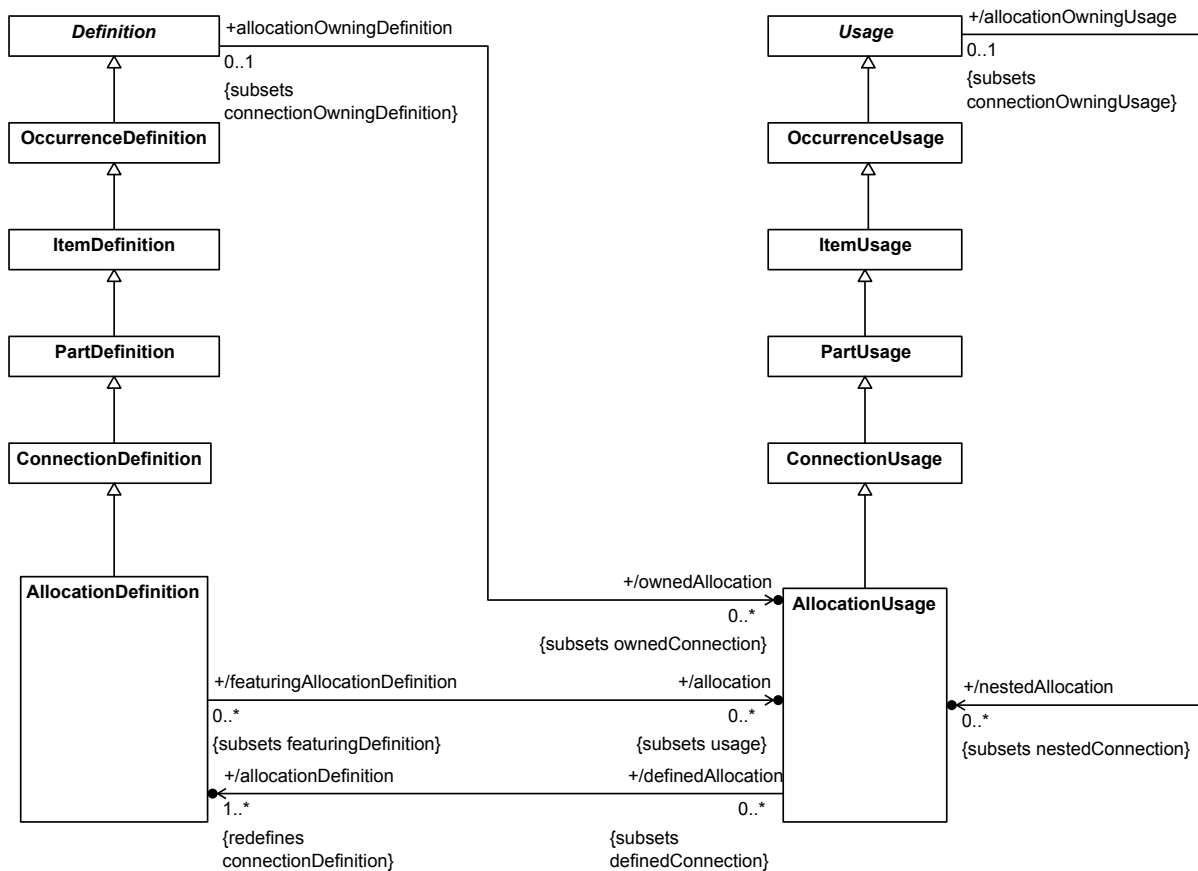 Definition
+allocationOwningDefinition
0..1
{subsets
connectionOwningDefinition}
Usage
+/allocationOwningUsage
0..1
{subsets
connectionOwningUsage}
OccurrenceDefinition
OccurrenceUsage
ItemDefinition
ItemUsage
PartDefinition
PartUsage
ConnectionDefinition
ConnectionUsage
AllocationDefinition
AllocationUsage
+/ownedAllocation
0..*
{subsets ownedConnection}
+/featuringAllocationDefinition
0..*
{subsets featuringDefinition}
+/allocation
0..*
{subsets usage}
+/nestedAllocation
0..*
{subsets nestedConnection}
+/allocationDefinition
1..*
{redefines
connectionDefinition}
+/definedAllocation
0..*
{subsets
definedConnection}